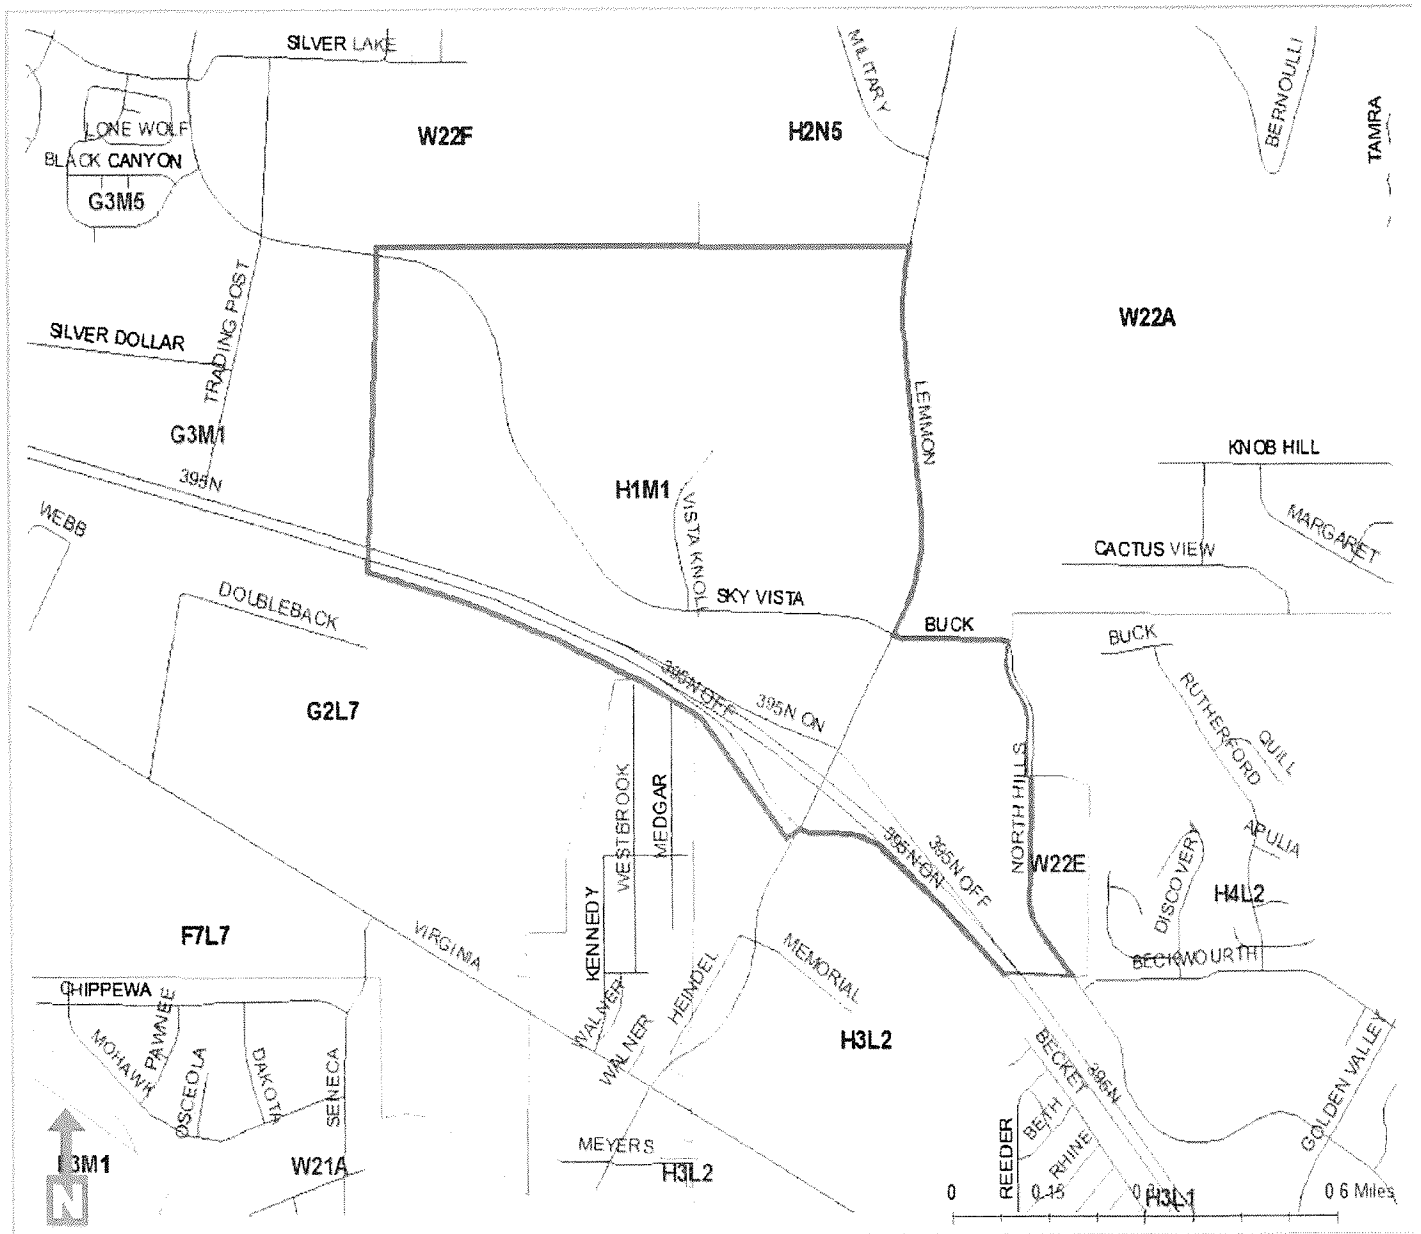 SILVER LAKE
MILITARY
BERNOULLI
TAMRA
LONE WOLF
W22F
H2N5
BLACK CANYON
G3M5
TRADING POST
W22A
SILVER DOLLAR
LEMMON
G3M1
395N
KNOB HILL
H1M1
VISTA KNOLL
MARGARET
WEBB
CACTUS VIEW
DOUBLEBACK
SKY VISTA
BUCK
BUCK
395N OFF
395N ON
RUTHERFORD
QUILL
G2L7
WESTBROOK
MEDGAR
NORTH HILLS
395N ON
395N OFF
APULIA
W22E
DISCOVERY
H4L2
KENNEDY
F7L7
VIRGINIA
BECKWOURTH
MEMORIAL
HEINDEL
CHIPPEWA
PAWNEE
MOHAWK
OSCEOLA
DAKOTA
SENECA
WALNER
WALNER
H3L2
BECKET
395N
GOLDEN VALLEY
BETH
RHINE
REEDER
MEYERS
3M1
W21A
H3L2
H3L1
N
0 0.15 0.6 Miles